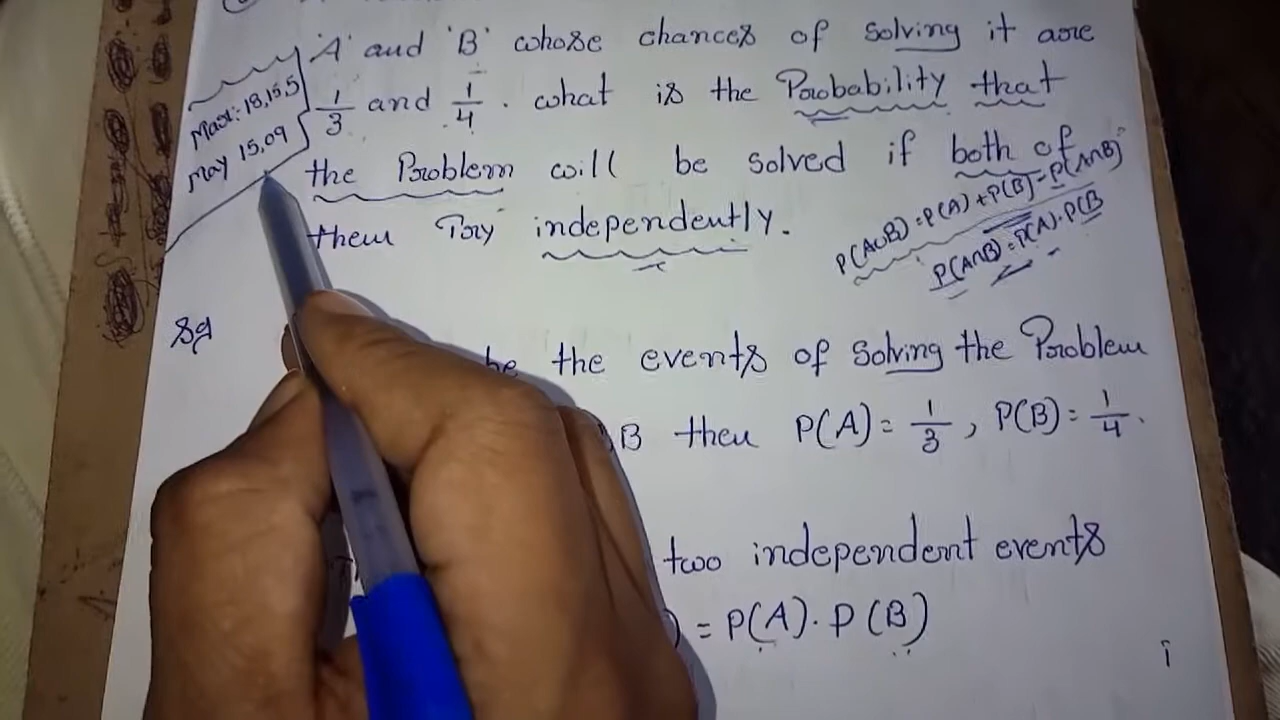 'A' and 'B' whose chances of solving it are
1/3 and 1/4. what is the Probability that
the Problem will be solved if both of
them Try independently.
Mar: 18,15,5
May 15,09
P(A∪B)=P(A)+P(B)-P(A∩B)
P(A∩B)=P(A).P(B
Sol
be the events of solving the Problem
B then P(A)= 1/3, P(B)= 1/4.
two independent events
) = P(A).P(B)